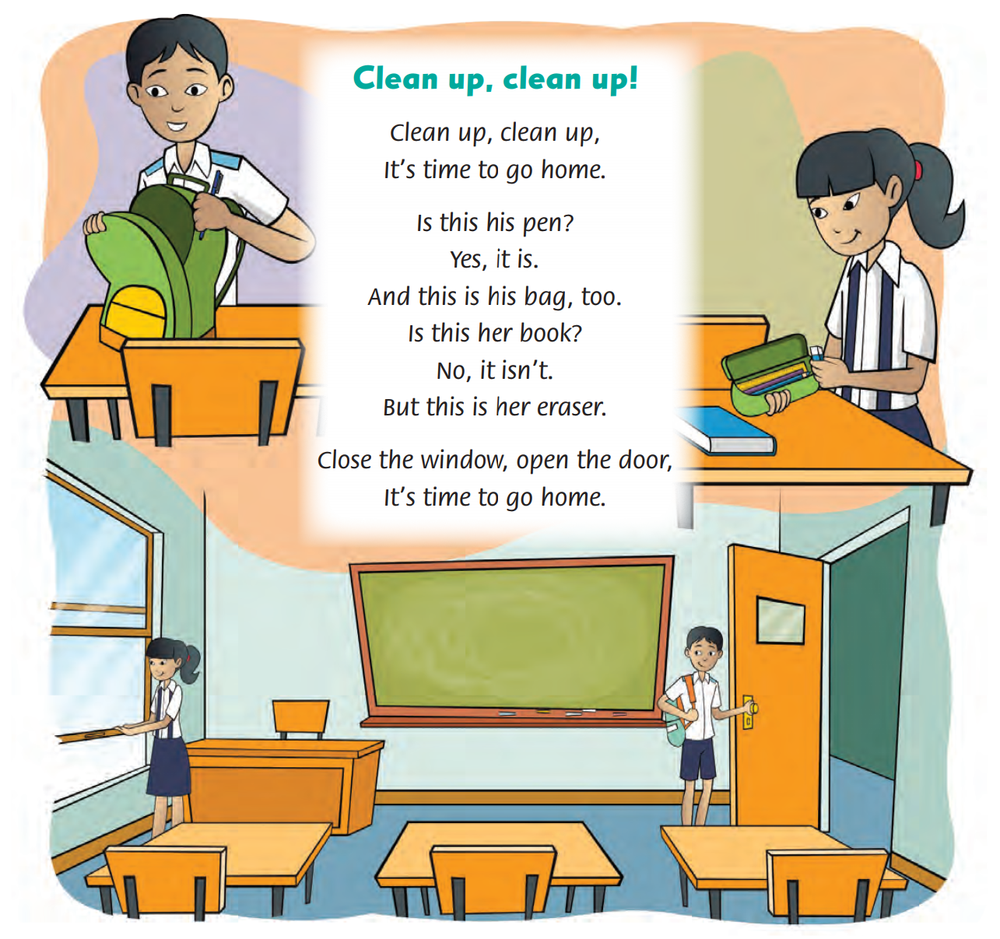 Clean up, clean up!
Clean up, clean up,
It's time to go home.
Is this his pen?
Yes, it is.
And this is his bag, too.
Is this her book?
No, it isn't.
But this is her eraser.
Close the window, open the door,
It's time to go home.